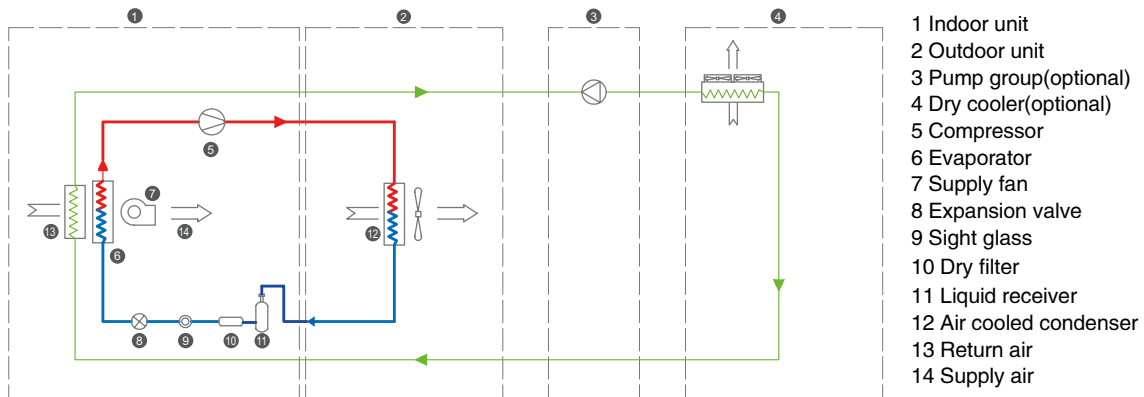 1
2
3
4
5
7
13
14
6
12
8
9
10
11
1 Indoor unit
2 Outdoor unit
3 Pump group(optional)
4 Dry cooler(optional)
5 Compressor
6 Evaporator
7 Supply fan
8 Expansion valve
9 Sight glass
10 Dry filter
11 Liquid receiver
12 Air cooled condenser
13 Return air
14 Supply air